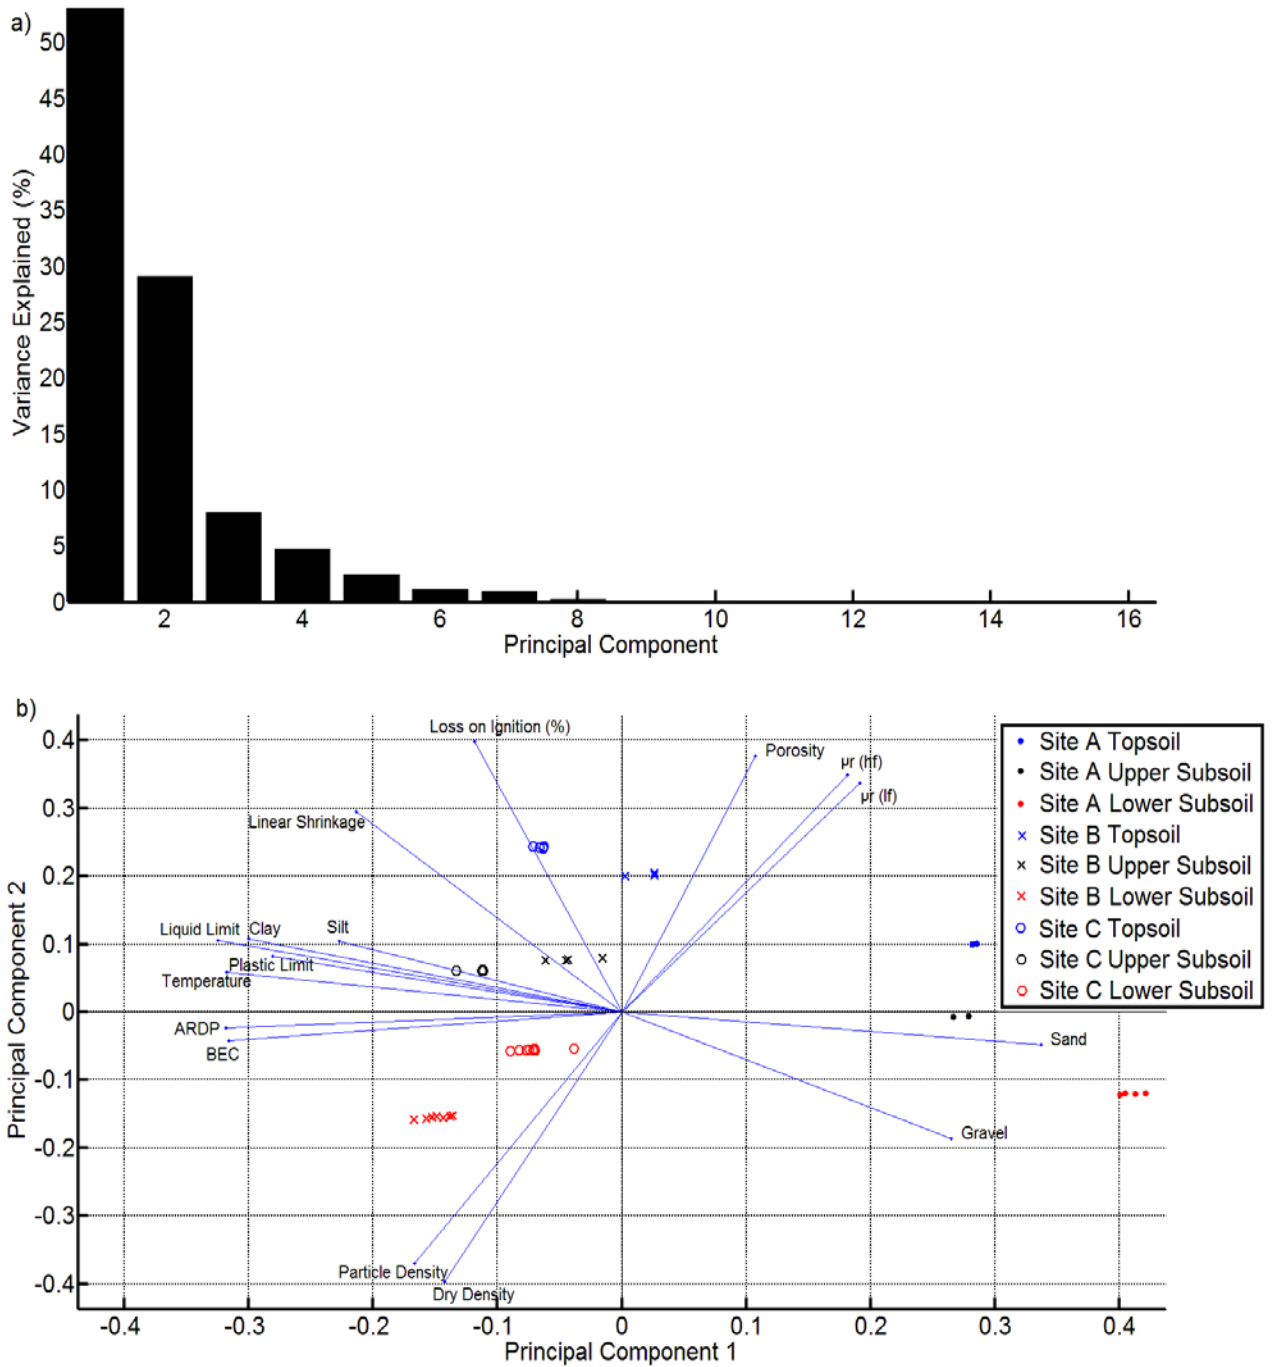 a)
50
45
40
35
30
25
20
15
10
5
0
Variance Explained (%)
2 4 6 8 10 12 14 16
Principal Component
b)
0.4
0.3
0.2
0.1
0
-0.1
-0.2
-0.3
-0.4
Principal Component 2
Loss on Ignition (%)
Porosity
µr (hf)
µr (lf)
Linear Shrinkage
Liquid Limit
Clay
Silt
Plastic Limit
Temperature
ARDP
BEC
Sand
Gravel
Particle Density
Dry Density
Site A Topsoil
Site A Upper Subsoil
Site A Lower Subsoil
Site B Topsoil
Site B Upper Subsoil
Site B Lower Subsoil
Site C Topsoil
Site C Upper Subsoil
Site C Lower Subsoil
-0.4 -0.3 -0.2 -0.1 0 0.1 0.2 0.3 0.4
Principal Component 1